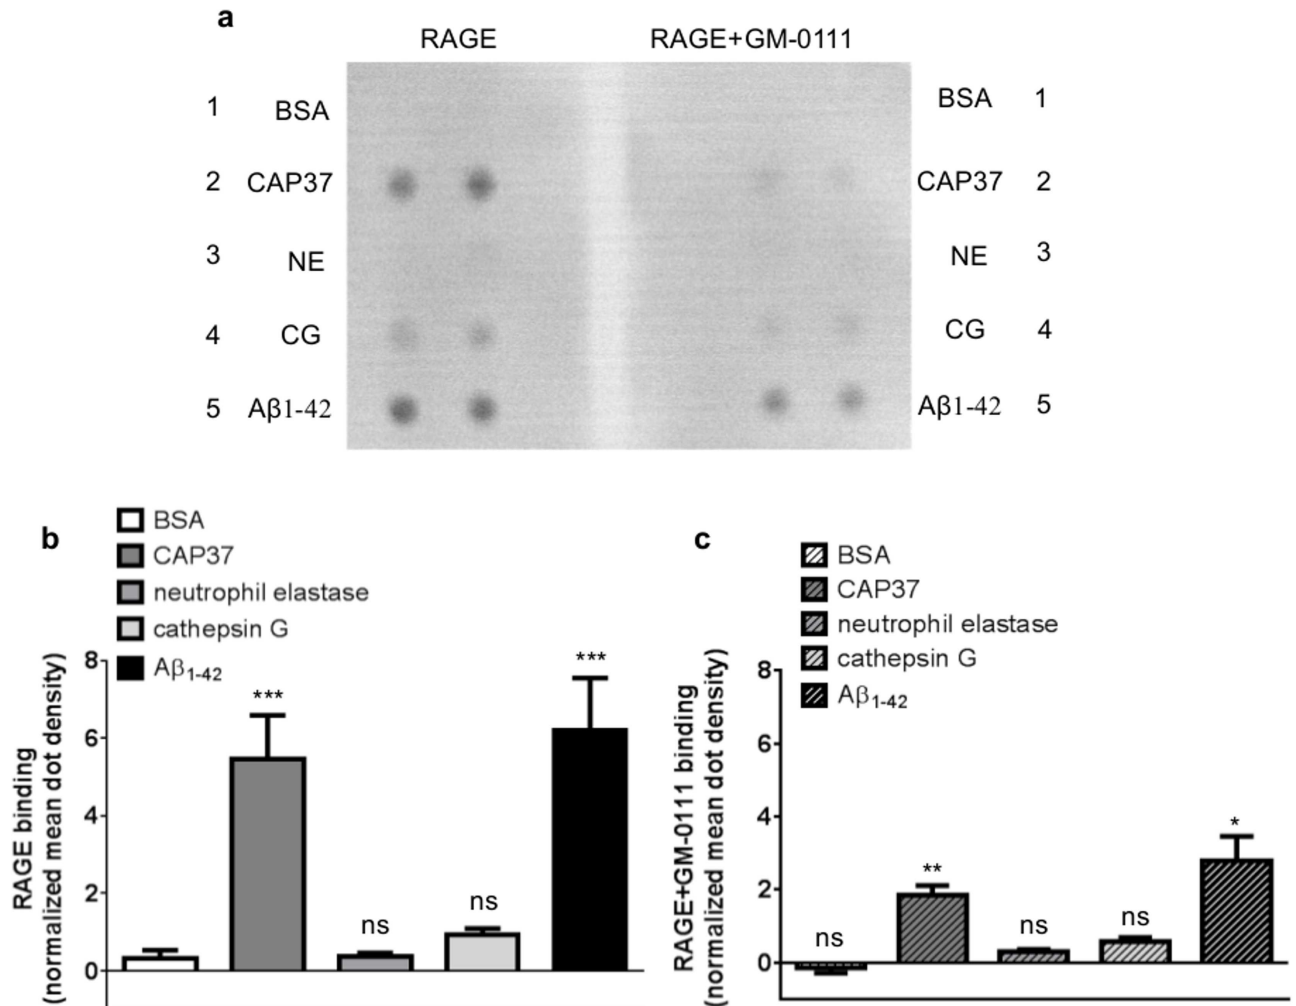 a
RAGE RAGE+GM-0111
1 BSA BSA 1
2 CAP37 CAP37 2
3 NE NE 3
4 CG CG 4
5 Aβ1-42 Aβ1-42 5
b
BSA
CAP37
neutrophil elastase
cathepsin G
Aβ1-42
RAGE binding
(normalized mean dot density)
8
6
4
2
0
***
ns
ns
***
c
BSA
CAP37
neutrophil elastase
cathepsin G
Aβ1-42
RAGE+GM-0111 binding
(normalized mean dot density)
8
6
4
2
0
ns
**
ns
ns
*